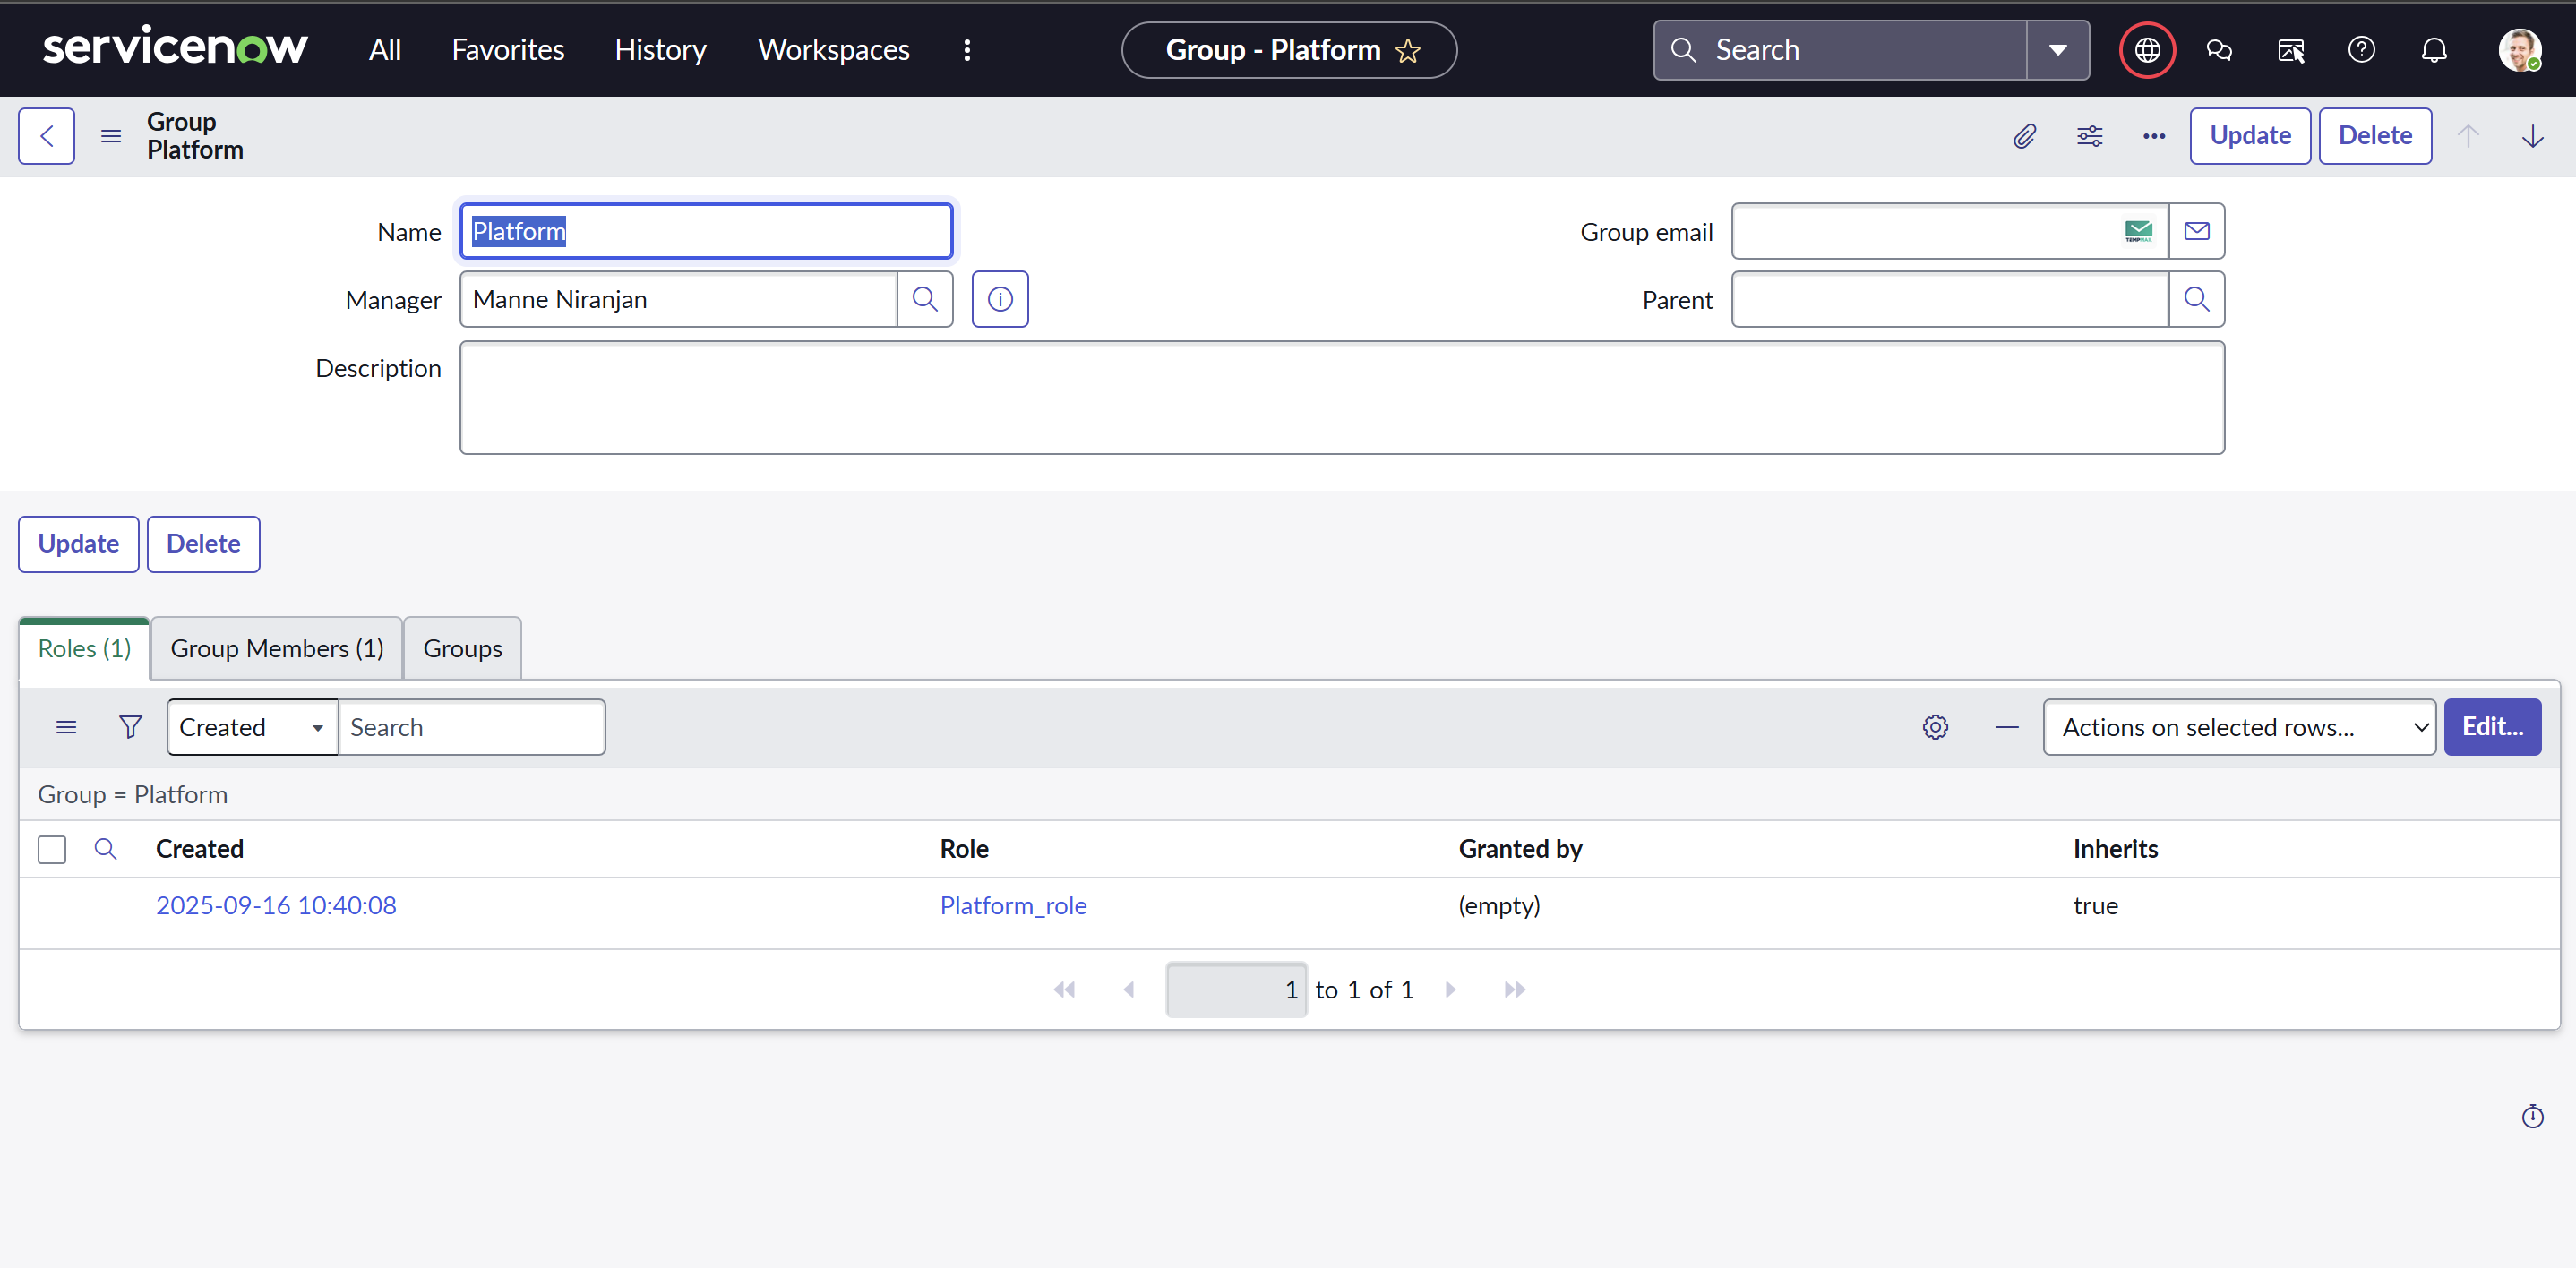 servicenow All Favorites History Workspaces Group - Platform Search
Group
Platform
Update Delete
Name Platform Group email TEMPMAIL
Manager Manne Niranjan Parent
Description
Update Delete
Roles (1) Group Members (1) Groups
Created Search Actions on selected rows... Edit...
Group = Platform
Created Role Granted by Inherits
2025-09-16 10:40:08 Platform_role (empty) true
1 to 1 of 1